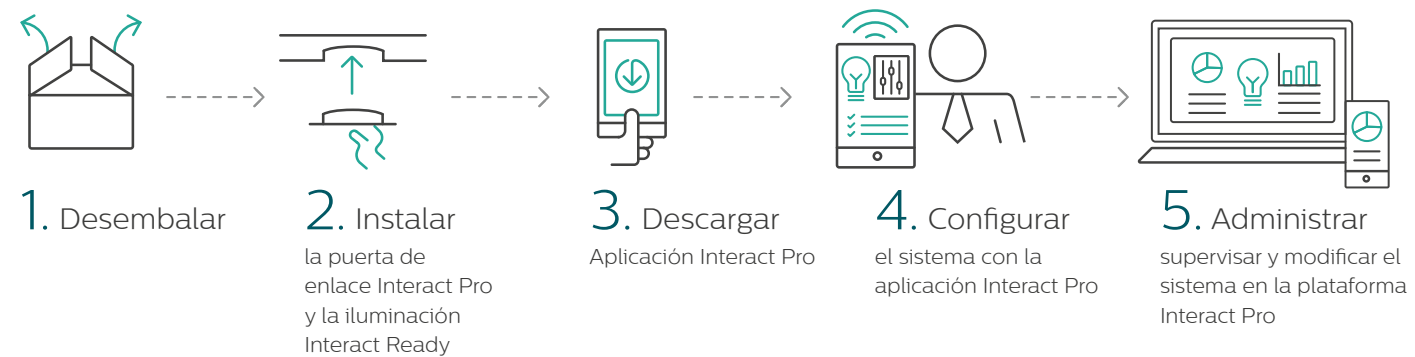 1. Desembalar
2. Instalar
la puerta de
enlace Interact Pro
y la iluminación
Interact Ready
3. Descargar
Aplicación Interact Pro
4. Configurar
el sistema con la
aplicación Interact Pro
5. Administrar
supervisar y modificar el
sistema en la plataforma
Interact Pro